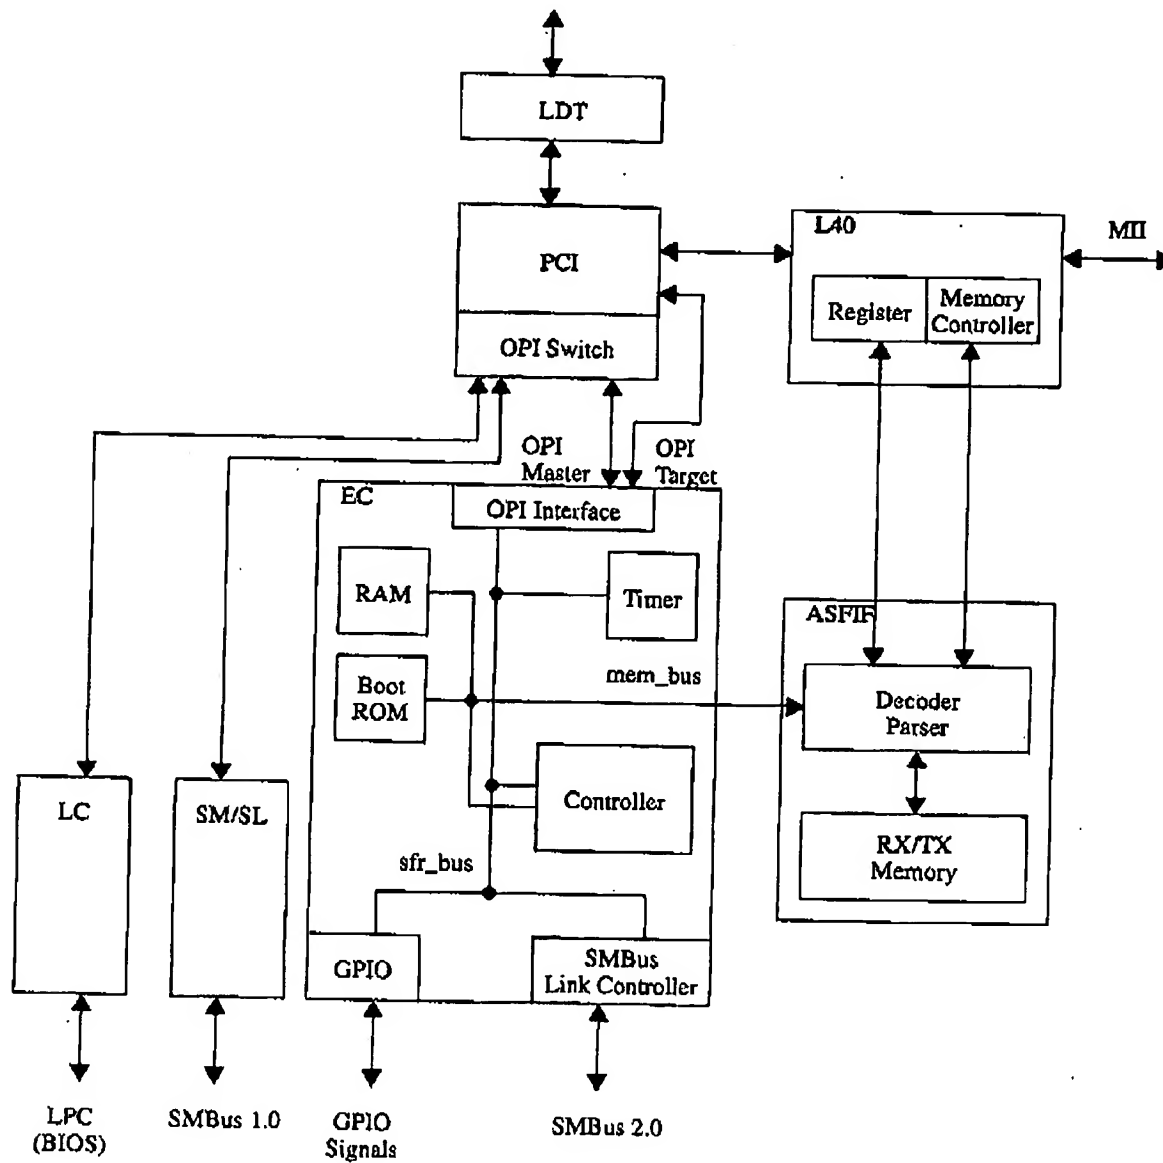 LDT
PCI
OPI Switch
L40
MII
Register
Memory
Controller
OPI
Master
OPI
Target
EC
OPI Interface
RAM
Timer
Boot
ROM
mem_bus
ASFIF
Decoder
Parser
Controller
RX/TX
Memory
LC
SM/SL
sfr_bus
GPIO
SMBus
Link Controller
LPC
(BIOS)
SMBus 1.0
GPIO
Signals
SMBus 2.0